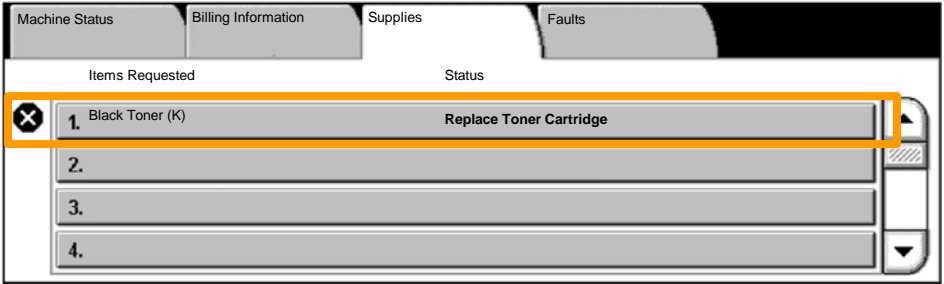 Machine Status Billing Information Supplies Faults
Items Requested Status
1. Black Toner (K) Replace Toner Cartridge
2.
3.
4.